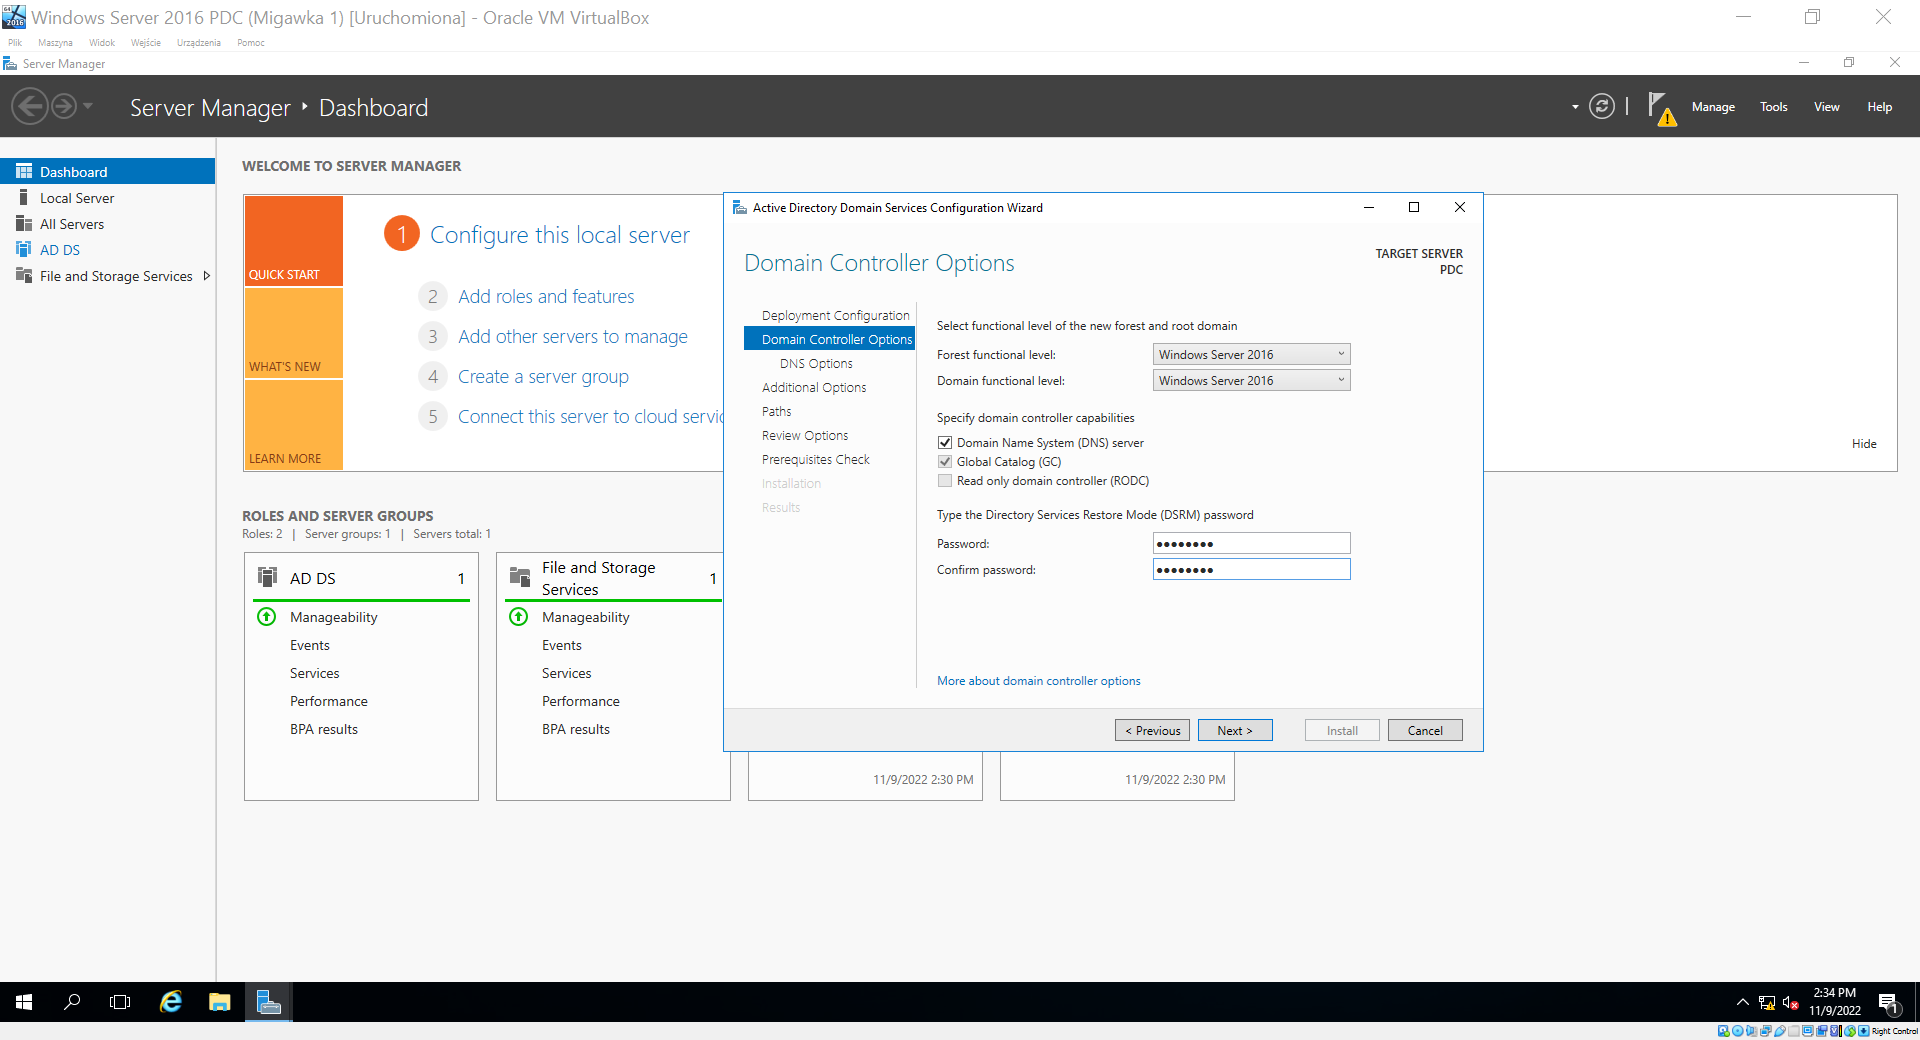 Windows Server 2016 PDC (Migawka 1) [Uruchomiona] - Oracle VM VirtualBox
Plik Maszyna Widok Wejście Urządzenia Pomoc
Server Manager
Server Manager Dashboard
Manage Tools View Help
Dashboard
Local Server
All Servers
AD DS
File and Storage Services
WELCOME TO SERVER MANAGER
QUICK START
WHAT'S NEW
LEARN MORE
1 Configure this local server
2 Add roles and features
3 Add other servers to manage
4 Create a server group
5 Connect this server to cloud servic
Hide
ROLES AND SERVER GROUPS
Roles: 2 | Server groups: 1 | Servers total: 1
AD DS 1
Manageability
Events
Services
Performance
BPA results
File and Storage
Services 1
Manageability
Events
Services
Performance
BPA results
11/9/2022 2:30 PM
11/9/2022 2:30 PM
Active Directory Domain Services Configuration Wizard
Domain Controller Options
TARGET SERVER
PDC
Deployment Configuration
Domain Controller Options
DNS Options
Additional Options
Paths
Review Options
Prerequisites Check
Installation
Results
Select functional level of the new forest and root domain
Forest functional level: Windows Server 2016
Domain functional level: Windows Server 2016
Specify domain controller capabilities
Domain Name System (DNS) server
Global Catalog (GC)
Read only domain controller (RODC)
Type the Directory Services Restore Mode (DSRM) password
Password: ●●●●●●●●
Confirm password: ●●●●●●●●
More about domain controller options
< Previous Next > Install Cancel
2:34 PM
11/9/2022
1
Right Control